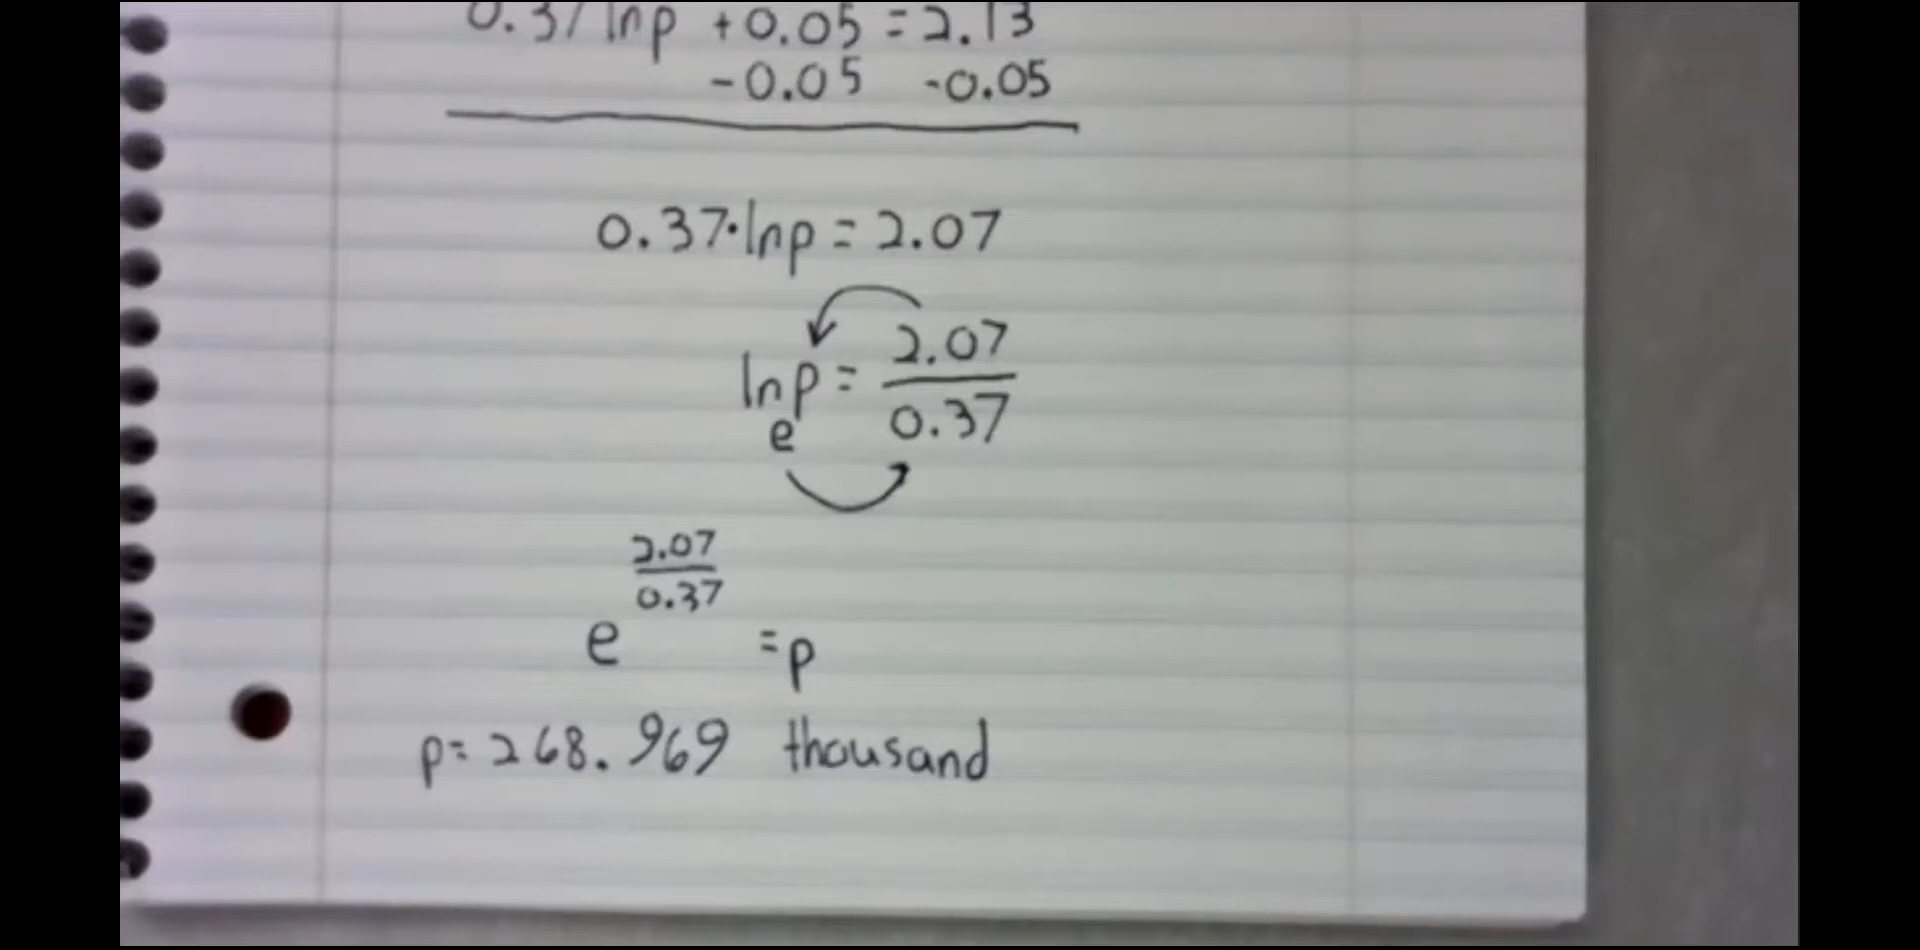 0.37 lnp + 0.05 = 2.13
-0.05 -0.05
0.37·lnp = 2.07
lnp = 2.07/0.37
e
2.07/0.37
e = p
p = 268.969 thousand